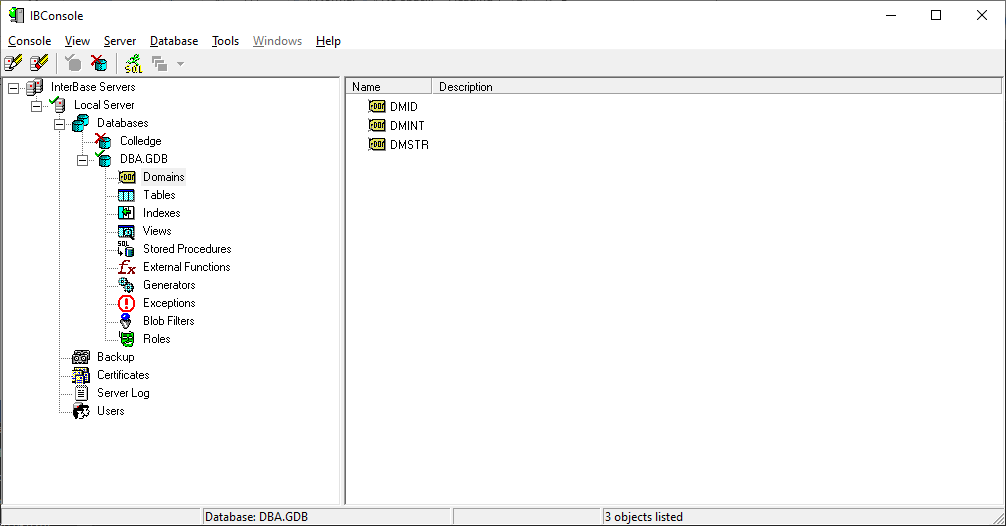 IBConsole
Console View Server Database Tools Windows Help
SQL
InterBase Servers
Local Server
Databases
Colledge
DBA.GDB
Domains
Tables
Indexes
Views
SQL
Stored Procedures
External Functions
Generators
Exceptions
Blob Filters
Roles
Backup
Certificates
Server Log
Users
Name Description
DMID
DMINT
DMSTR
Database: DBA.GDB
3 objects listed